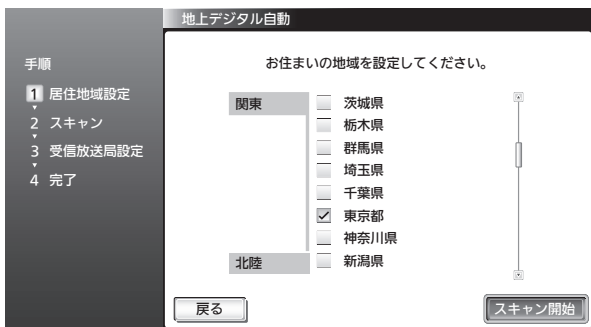 地上デジタル自動
手順
1 居住地域設定
2 スキャン
3 受信放送局設定
4 完了
お住まいの地域を設定してください。
関東
茨城県
栃木県
群馬県
埼玉県
千葉県
東京都
神奈川県
北陸
新潟県
戻る
スキャン開始